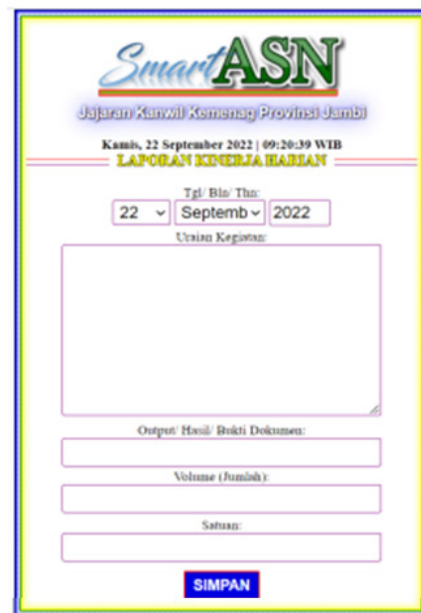 SmartASN
Jajaran Kanwil Kemenag Provinsi Jambi
Kamis, 22 September 2022 | 09:20:39 WIB
LAPORAN KINERJA HARIAN
Tgl/ Bln/ Thn:
22 Septemb 2022
Uraian Kegiatan:
Output/ Hasil/ Bukti Dokumen:
Volume (Jumlah):
Satuan:
SIMPAN